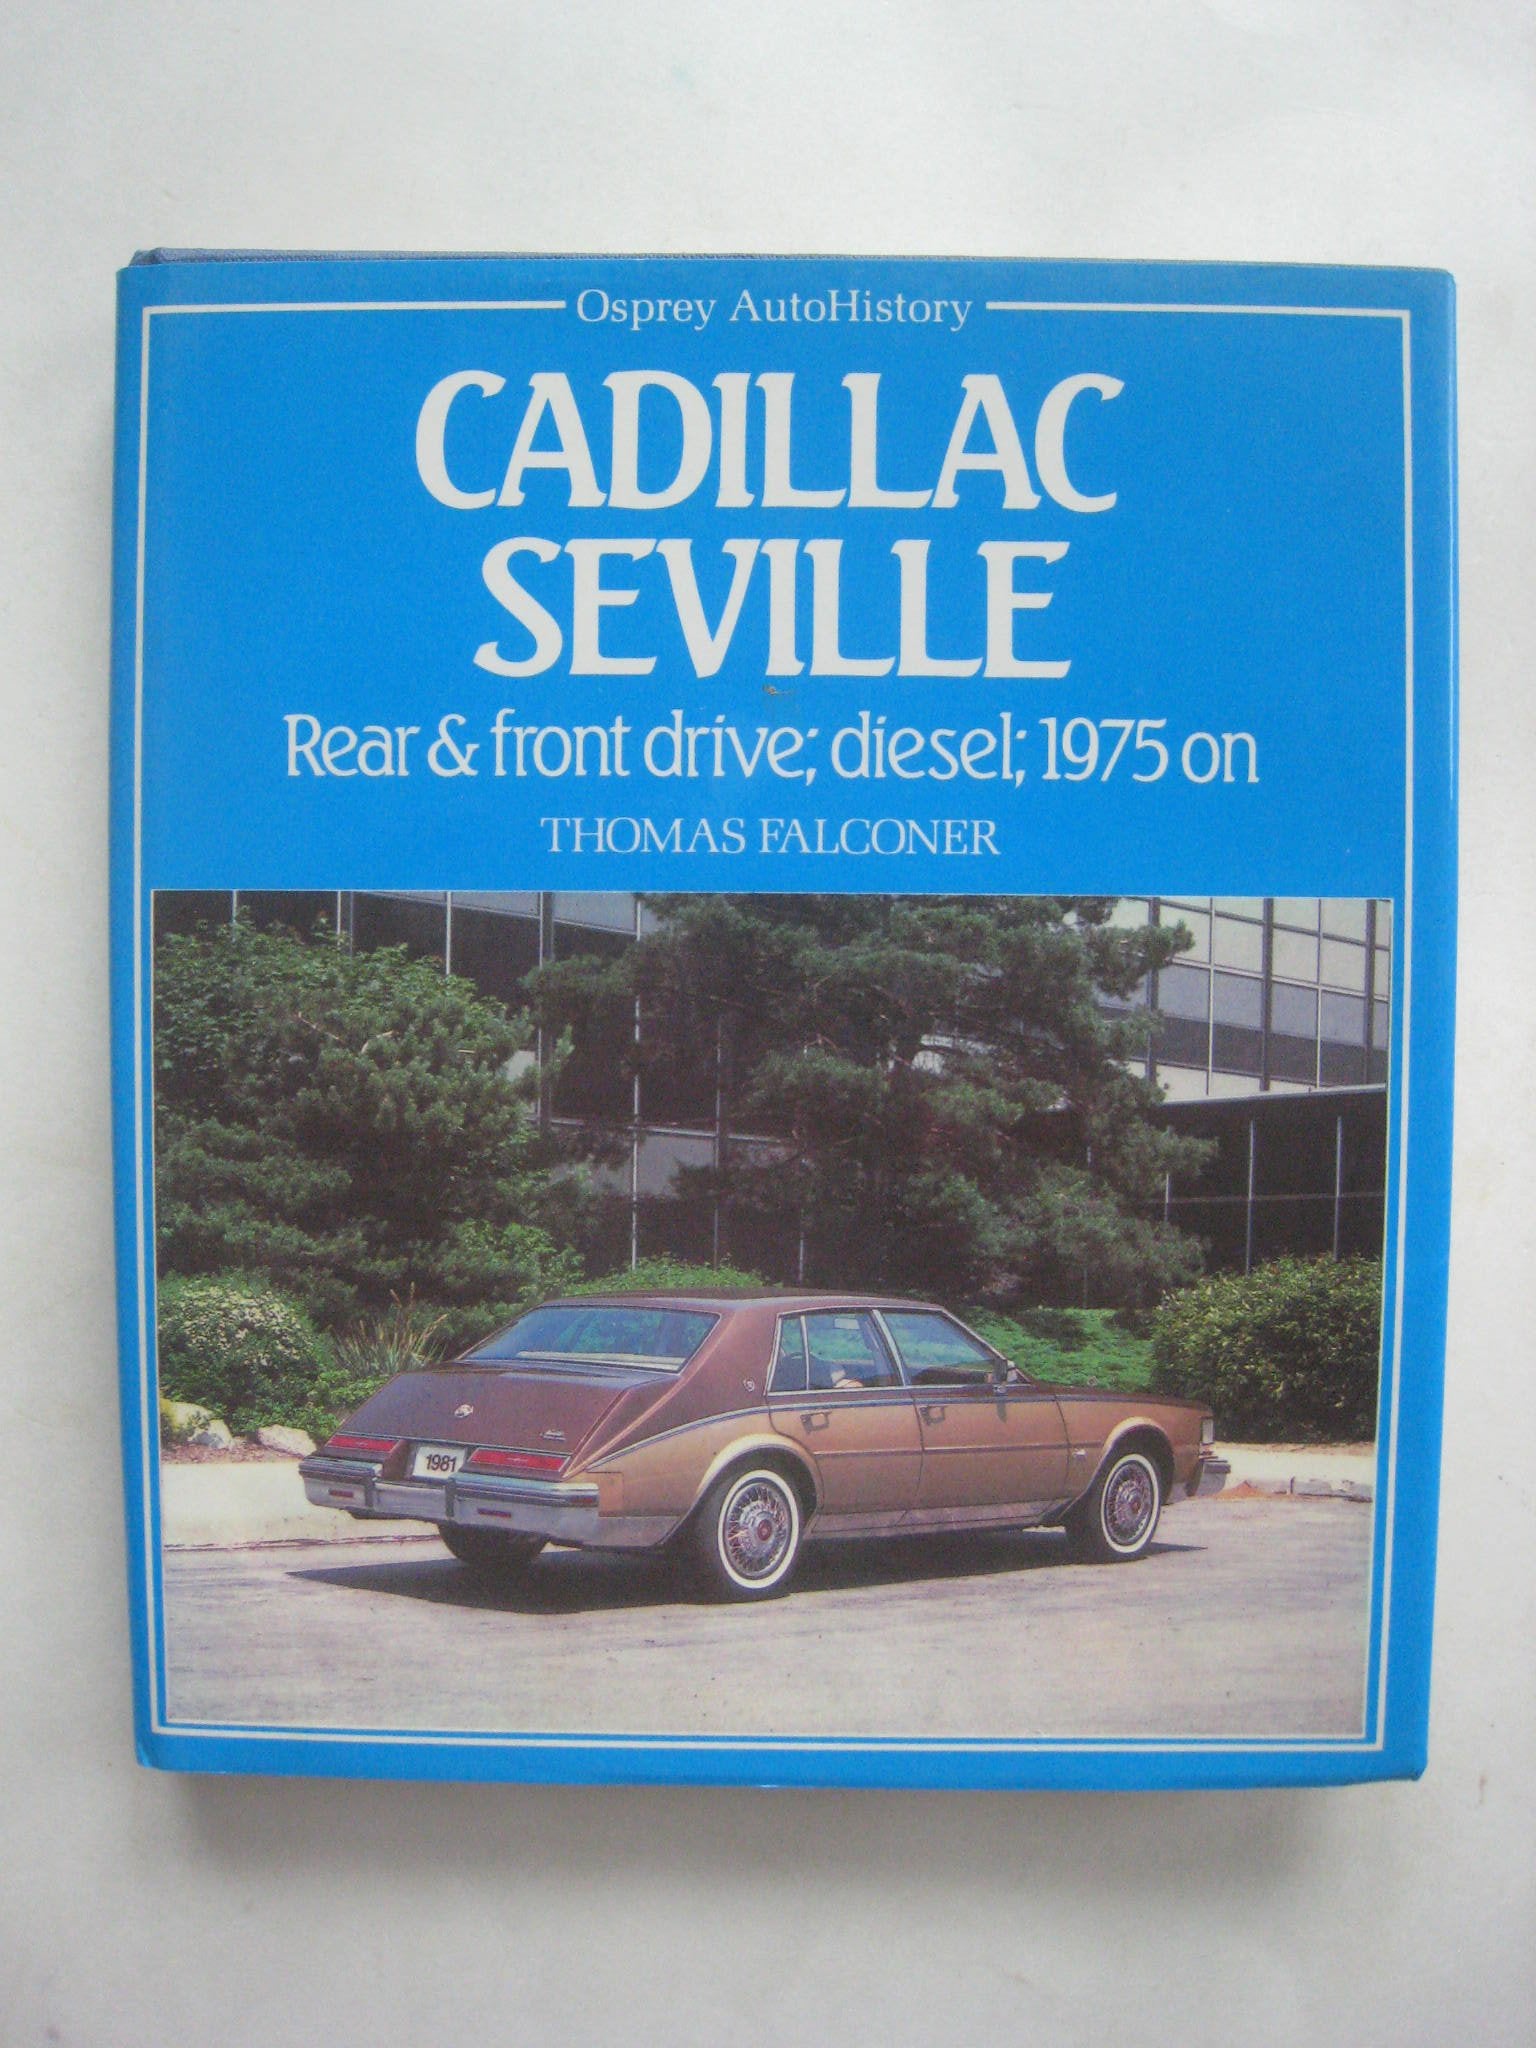 Osprey AutoHistory
CADILLAC
SEVILLE
Rear & front drive; diesel; 1975 on
THOMAS FALCONER
1981